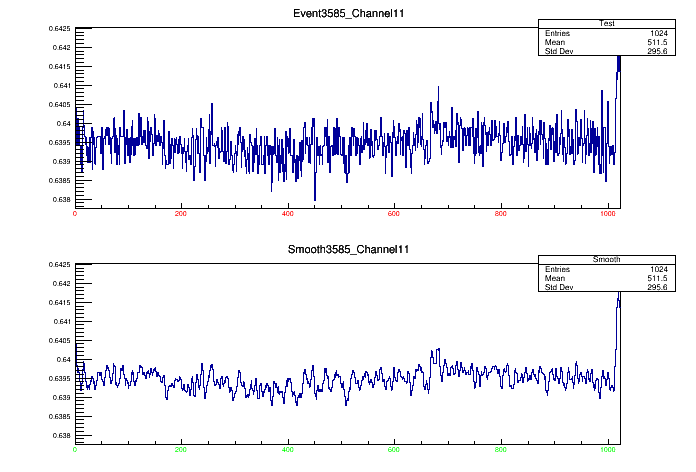 Event3585_Channel11
Test
Entries 1024
Mean 511.5
Std Dev 295.6
0.6425
0.642
0.6415
0.641
0.6405
0.64
0.6395
0.639
0.6385
0.638
0 200 400 600 800 1000
Smooth3585_Channel11
Smooth
Entries 1024
Mean 511.5
Std Dev 295.6
0.6425
0.642
0.6415
0.641
0.6405
0.64
0.6395
0.639
0.6385
0.638
0 200 400 600 800 1000